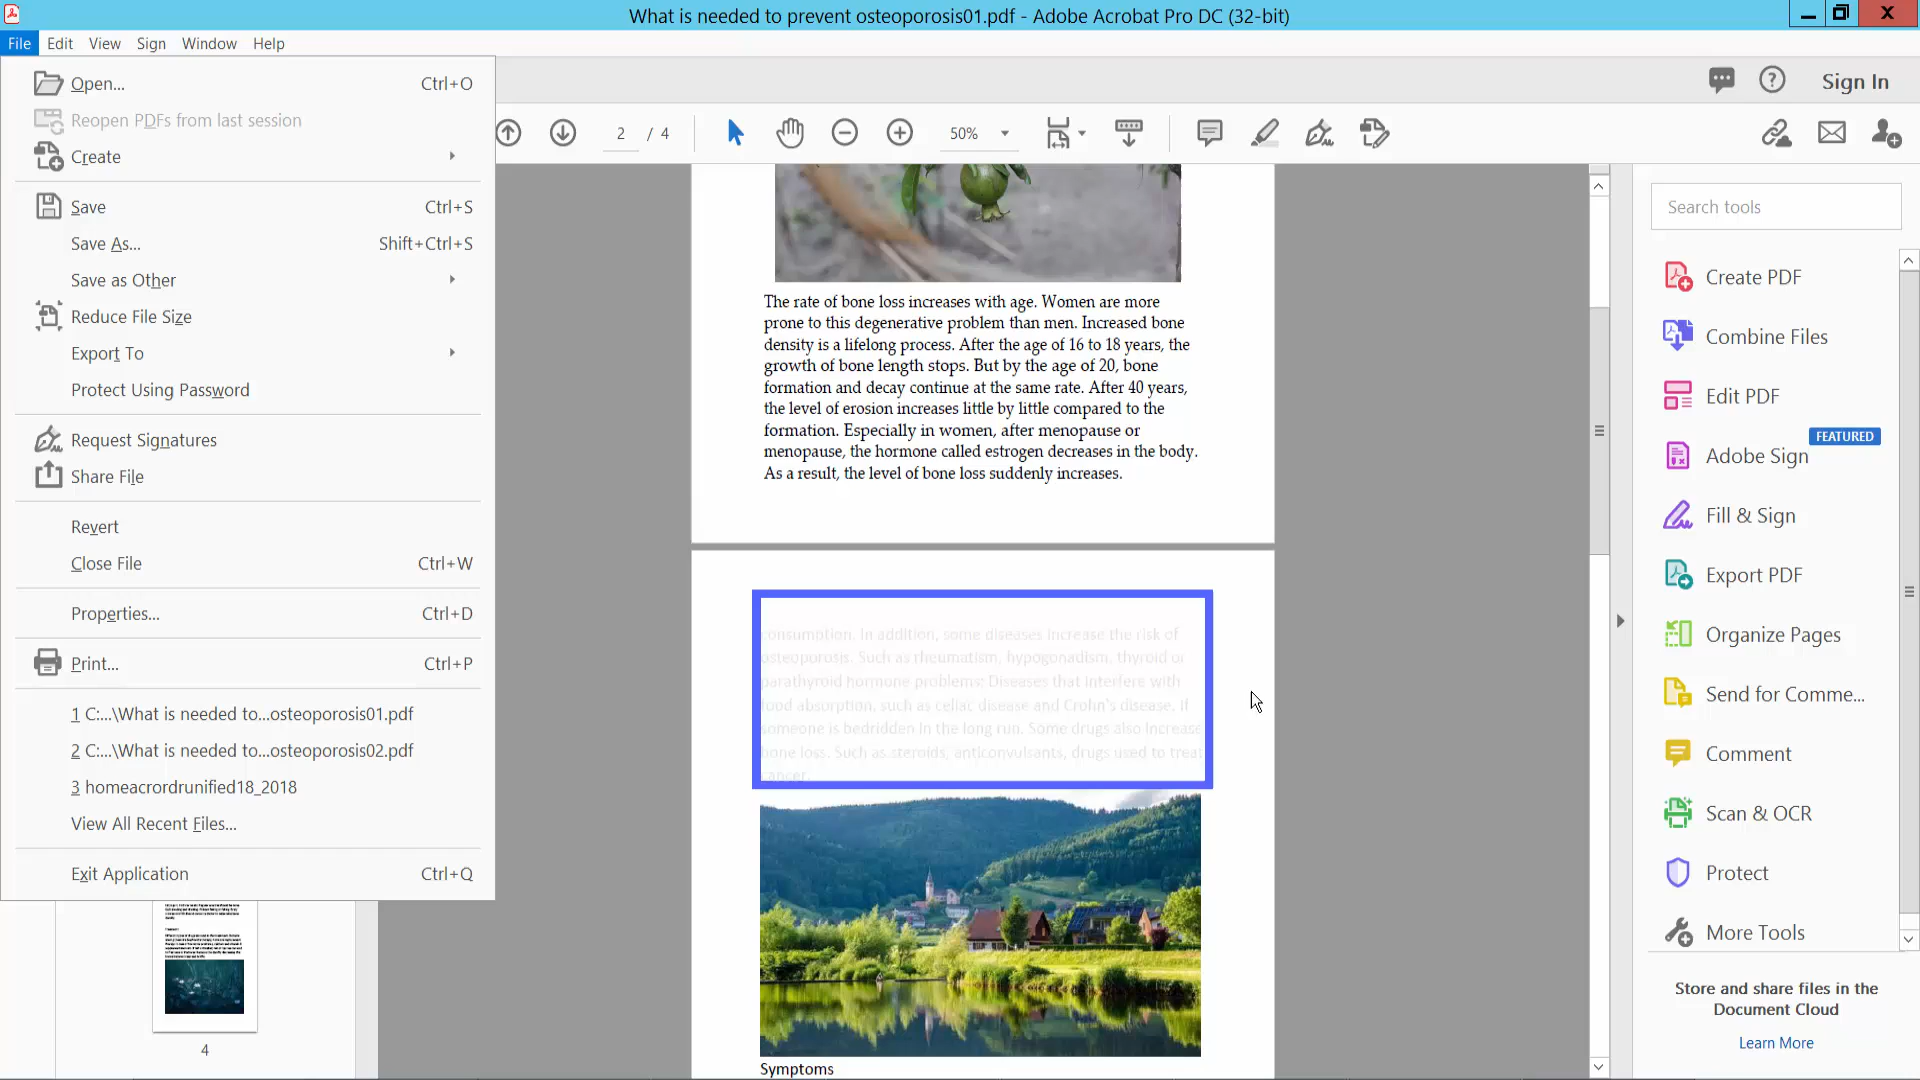 What is needed to prevent osteoporosis01.pdf - Adobe Acrobat Pro DC (32-bit)
File Edit View Sign Window Help
Open... Ctrl+O
Reopen PDFs from last session
Create
Save Ctrl+S
Save As... Shift+Ctrl+S
Save as Other
Reduce File Size
Export To
Protect Using Password
Request Signatures
Share File
Revert
Close File Ctrl+W
Properties... Ctrl+D
Print... Ctrl+P
1 C:...\What is needed to...osteoporosis01.pdf
2 C:...\What is needed to...osteoporosis02.pdf
3 homeacrordrunified18_2018
View All Recent Files...
Exit Application Ctrl+Q
4
Sign In
2 / 4
50%
The rate of bone loss increases with age. Women are more
prone to this degenerative problem than men. Increased bone
density is a lifelong process. After the age of 16 to 18 years, the
growth of bone length stops. But by the age of 20, bone
formation and decay continue at the same rate. After 40 years,
the level of erosion increases little by little compared to the
formation. Especially in women, after menopause or
menopause, the hormone called estrogen decreases in the body.
As a result, the level of bone loss suddenly increases.
consumption. In addition, some diseases increase the risk of
osteoporosis. Such as rheumatism, hypogonadism, thyroid or
parathyroid hormone problems; Diseases that interfere with
food absorption, such as celiac disease and Crohn's disease. If
someone is bedridden in the long run. Some drugs also increase
bone loss. Such as steroids, anticonvulsants, drugs used to treat
cancer.
Symptoms
Search tools
Create PDF
Combine Files
Edit PDF
FEATURED
Adobe Sign
Fill & Sign
Export PDF
Organize Pages
Send for Comme...
Comment
Scan & OCR
Protect
More Tools
Store and share files in the
Document Cloud
Learn More